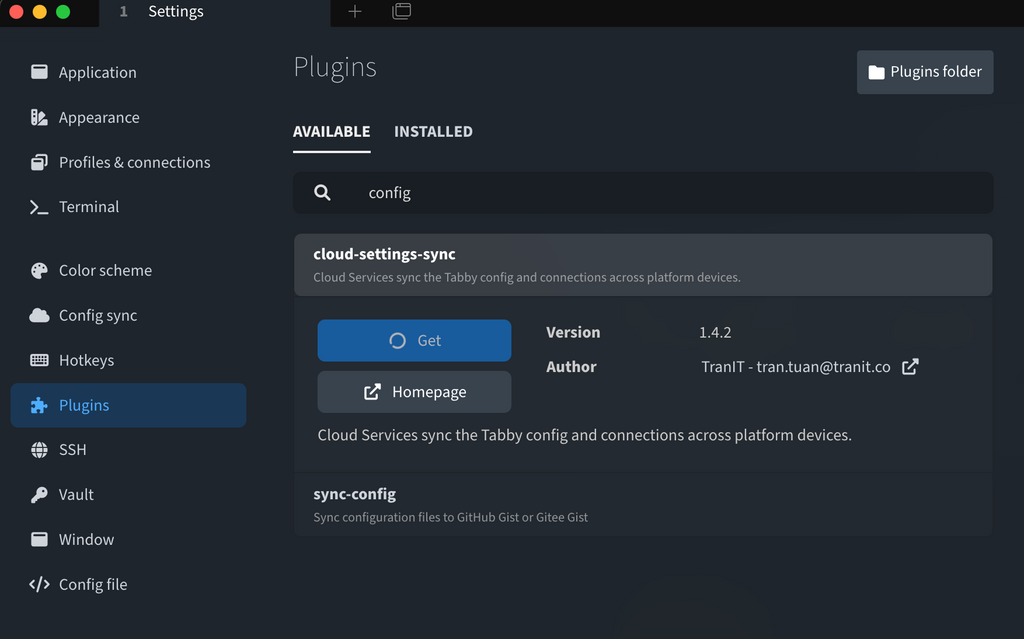 1 Settings
Application
Appearance
Profiles & connections
Terminal
Color scheme
Config sync
Hotkeys
Plugins
SSH
Vault
Window
Config file
Plugins
Plugins folder
AVAILABLE INSTALLED
config
cloud-settings-sync
Cloud Services sync the Tabby config and connections across platform devices.
Get
Homepage
Version 1.4.2
Author TranIT - tran.tuan@tranit.co
Cloud Services sync the Tabby config and connections across platform devices.
sync-config
Sync configuration files to GitHub Gist or Gitee Gist